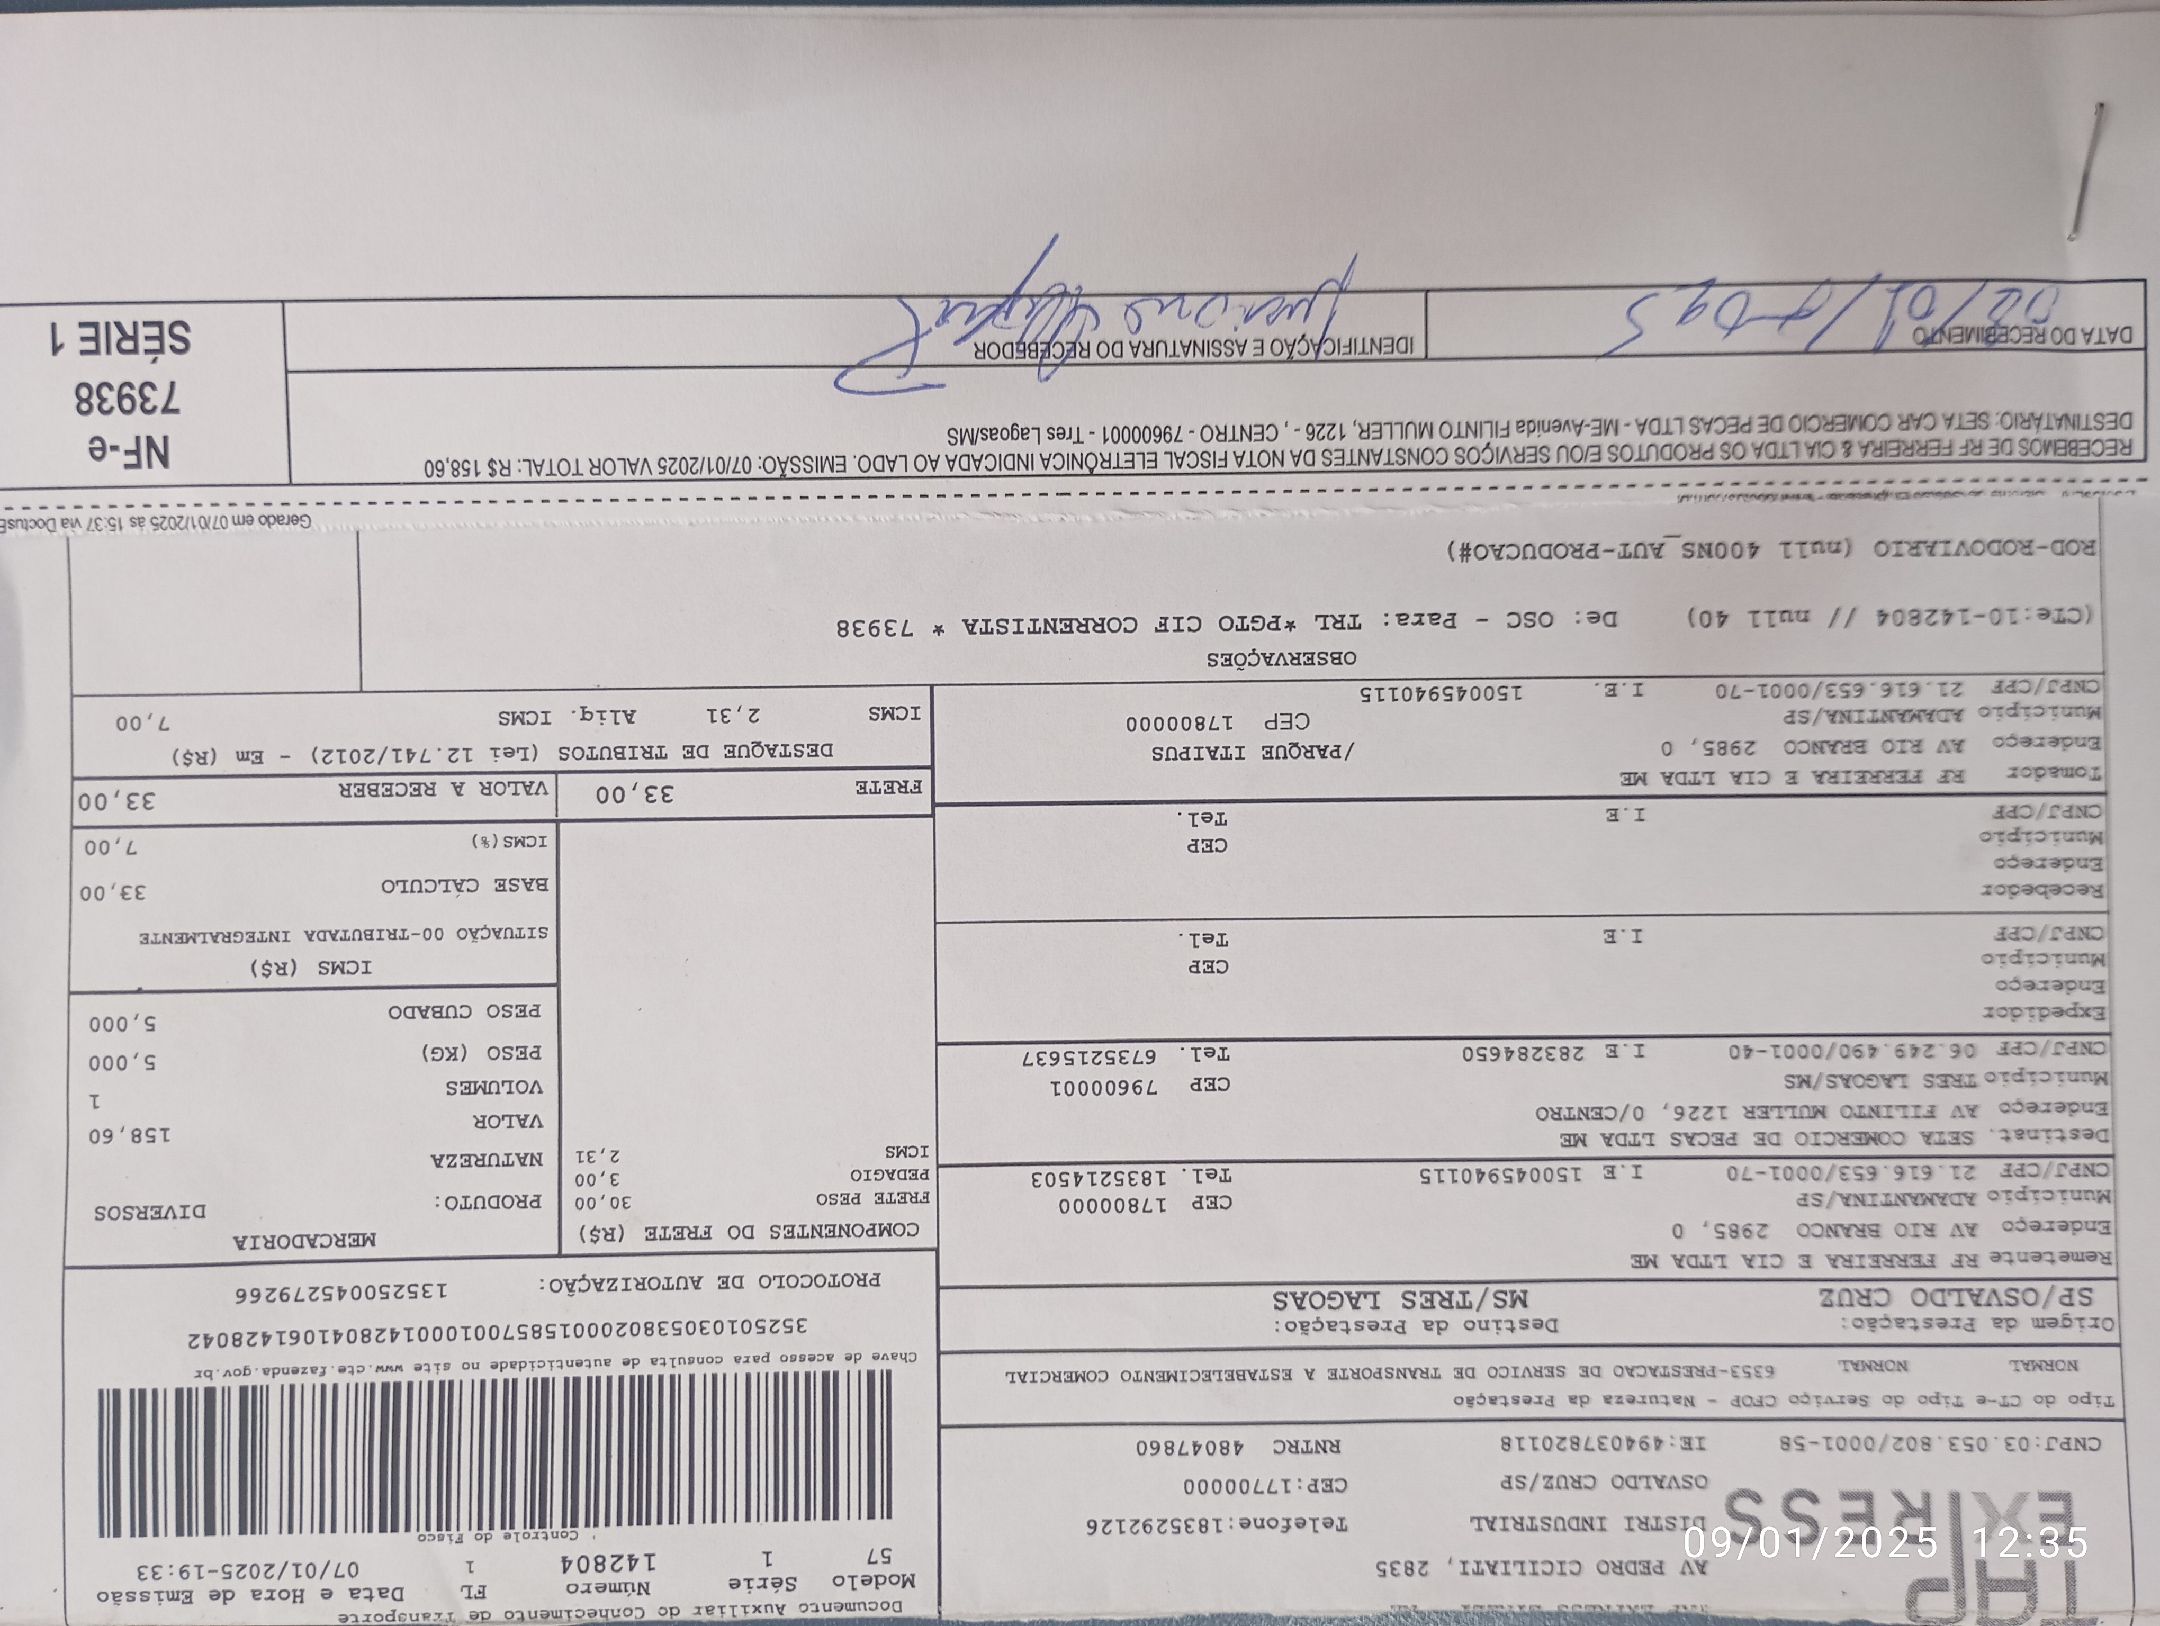 TAP
EXPRESS
AV PEDRO CICILIATI, 2835
DISTRI INDUSTRIAL Telefone:1835292126
OSVALDO CRUZ/SP CEP:17700000
CNPJ:03.053.802/0001-58 IE:494037820118 RNTRC 48047860
Documento Auxiliar do Conhecimento de Transporte
Modelo Série Número FL Data e Hora de Emissão
57 1 142804 1 07/01/2025-19:33
Controle do Fisco
Chave de acesso para consulta de autenticidade no site www.cte.fazenda.gov.br
35250103053802000158570010001428041061428042
PROTOCOLO DE AUTORIZAÇÃO: 135250045279266
Tipo do CT-e Tipo do Serviço CFOP - Natureza da Prestação
NORMAL NORMAL 6353-PRESTACAO DE SERVICO DE TRANSPORTE A ESTABELECIMENTO COMERCIAL
Origem da Prestação: Destino da Prestação:
SP/OSVALDO CRUZ MS/TRES LAGOAS
Remetente RF FERREIRA E CIA LTDA ME
Endereço AV RIO BRANCO 2985, 0
Município ADAMANTINA/SP CEP 17800000
CNPJ/CPF 21.616.653/0001-70 I.E 150045940115 Tel. 1835214503
Destinat. SETA COMERCIO DE PECAS LTDA ME
Endereço AV FILINTO MULLER 1226, 0/CENTRO
Município TRES LAGOAS/MS CEP 79600001
CNPJ/CPF 06.249.490/0001-40 I.E 283284650 Tel. 6735215637
Expedidor
Endereço
Município CEP
CNPJ/CPF I.E Tel.
Recebedor
Endereço
Município CEP
CNPJ/CPF I.E Tel.
Tomador RF FERREIRA E CIA LTDA ME
Endereço AV RIO BRANCO 2985, 0 /PARQUE ITAIPUS
Município ADAMANTINA/SP CEP 17800000
CNPJ/CPF 21.616.653/0001-70 I.E. 150045940115
COMPONENTES DO FRETE (R$)
FRETE PESO 30,00
PEDAGIO 3,00
ICMS 2,31
MERCADORIA
PRODUTO: DIVERSOS
NATUREZA
VALOR 158,60
VOLUMES 1
PESO (KG) 5,000
PESO CUBADO 5,000
ICMS (R$)
SITUAÇÃO 00-TRIBUTADA INTEGRALMENTE
BASE CÁLCULO 33,00
ICMS(%) 7,00
FRETE 33,00 VALOR A RECEBER 33,00
DESTAQUE DE TRIBUTOS (Lei 12.741/2012) - Em (R$)
ICMS 2,31 Aliq. ICMS 7,00
OBSERVAÇÕES
(CTe:10-142804 // null 40) De: OSC - Para: TRL *PGTO CIF CORRENTISTA * 73938
ROD-RODOVIARIO (null 400NS_AUT-PRODUCAO#)
Gerado em 07/01/2025 às 15:37 via
RECEBEMOS DE RF FERREIRA & CIA LTDA OS PRODUTOS E/OU SERVIÇOS CONSTANTES DA NOTA FISCAL ELETRÔNICA INDICADA AO LADO. EMISSÃO: 07/01/2025 VALOR TOTAL: R$ 158,60
DESTINATÁRIO: SETA CAR COMERCIO DE PECAS LTDA - ME-Avenida FILINTO MULLER, 1226 - , CENTRO - 79600001 - Tres Lagoas/MS
NF-e
73938
SÉRIE 1
DATA DO RECEBIMENTO
IDENTIFICAÇÃO E ASSINATURA DO RECEBEDOR
09/01/2025 12:35